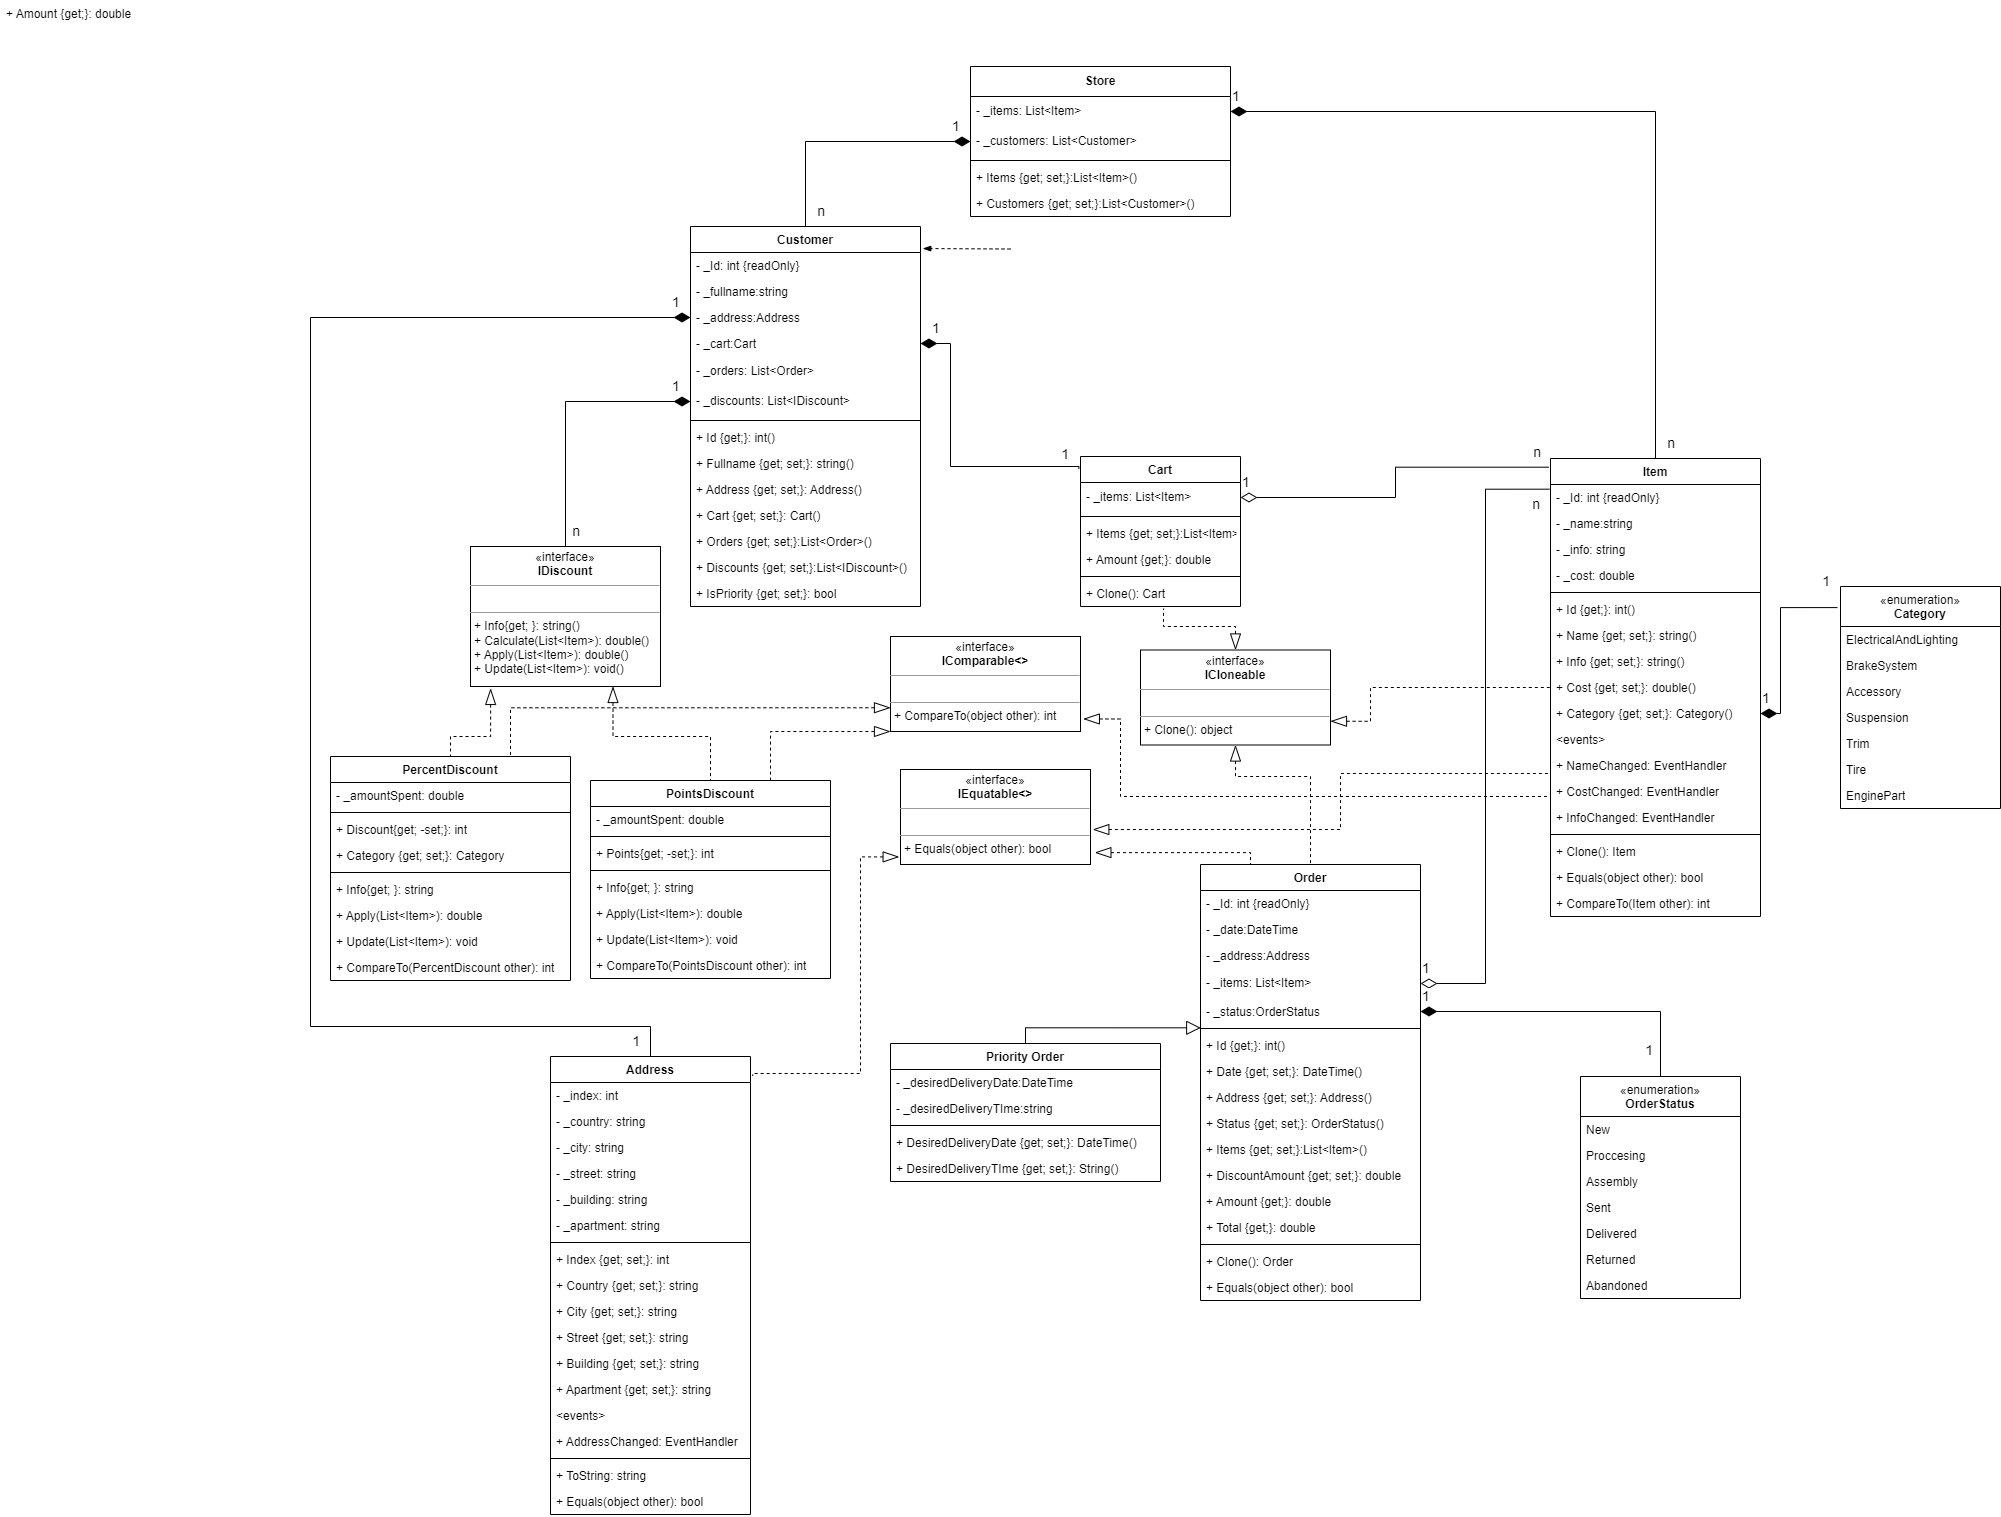 + Amount {get;}: double
Store
- _items: List<Item>
- _customers: List<Customer>
+ Items {get; set;}:List<Item>()
+ Customers {get; set;}:List<Customer>()
1
1
n
n
Customer
- _Id: int {readOnly}
- _fullname:string
- _address:Address
- _cart:Cart
- _orders: List<Order>
- _discounts: List<IDiscount>
+ Id {get;}: int()
+ Fullname {get; set;}: string()
+ Address {get; set;}: Address()
+ Cart {get; set;}: Cart()
+ Orders {get; set;}:List<Order>()
+ Discounts {get; set;}:List<IDiscount>()
+ IsPriority {get; set;}: bool
1
1
1
1
n
«interface»
IDiscount
+ Info{get; }: string()
+ Calculate(List<Item>): double()
+ Apply(List<Item>): double()
+ Update(List<Item>): void()
Cart
- _items: List<Item>
+ Items {get; set;}:List<Item>
+ Amount {get;}: double
+ Clone(): Cart
1
n
n
Item
- _Id: int {readOnly}
- _name:string
- _info: string
- _cost: double
+ Id {get;}: int()
+ Name {get; set;}: string()
+ Info {get; set;}: string()
+ Cost {get; set;}: double()
+ Category {get; set;}: Category()
<events>
+ NameChanged: EventHandler
+ CostChanged: EventHandler
+ InfoChanged: EventHandler
+ Clone(): Item
+ Equals(object other): bool
+ CompareTo(Item other): int
1
1
«enumeration»
Category
ElectricalAndLighting
BrakeSystem
Accessory
Suspension
Trim
Tire
EnginePart
«interface»
IComparable<>
+ CompareTo(object other): int
«interface»
ICloneable
+ Clone(): object
«interface»
IEquatable<>
+ Equals(object other): bool
PercentDiscount
- _amountSpent: double
+ Discount{get; -set;}: int
+ Category {get; set;}: Category
+ Info{get; }: string
+ Apply(List<Item>): double
+ Update(List<Item>): void
+ CompareTo(PercentDiscount other): int
PointsDiscount
- _amountSpent: double
+ Points{get; -set;}: int
+ Info{get; }: string
+ Apply(List<Item>): double
+ Update(List<Item>): void
+ CompareTo(PointsDiscount other): int
Order
- _Id: int {readOnly}
- _date:DateTime
- _address:Address
- _items: List<Item>
- _status:OrderStatus
+ Id {get;}: int()
+ Date {get; set;}: DateTime()
+ Address {get; set;}: Address()
+ Status {get; set;}: OrderStatus()
+ Items {get; set;}:List<Item>()
+ DiscountAmount {get; set;}: double
+ Amount {get;}: double
+ Total {get;}: double
+ Clone(): Order
+ Equals(object other): bool
1
1
1
Priority Order
- _desiredDeliveryDate:DateTime
- _desiredDeliveryTIme:string
+ DesiredDeliveryDate {get; set;}: DateTime()
+ DesiredDeliveryTIme {get; set;}: String()
«enumeration»
OrderStatus
New
Proccesing
Assembly
Sent
Delivered
Returned
Abandoned
1
Address
- _index: int
- _country: string
- _city: string
- _street: string
- _building: string
- _apartment: string
+ Index {get; set;}: int
+ Country {get; set;}: string
+ City {get; set;}: string
+ Street {get; set;}: string
+ Building {get; set;}: string
+ Apartment {get; set;}: string
<events>
+ AddressChanged: EventHandler
+ ToString: string
+ Equals(object other): bool